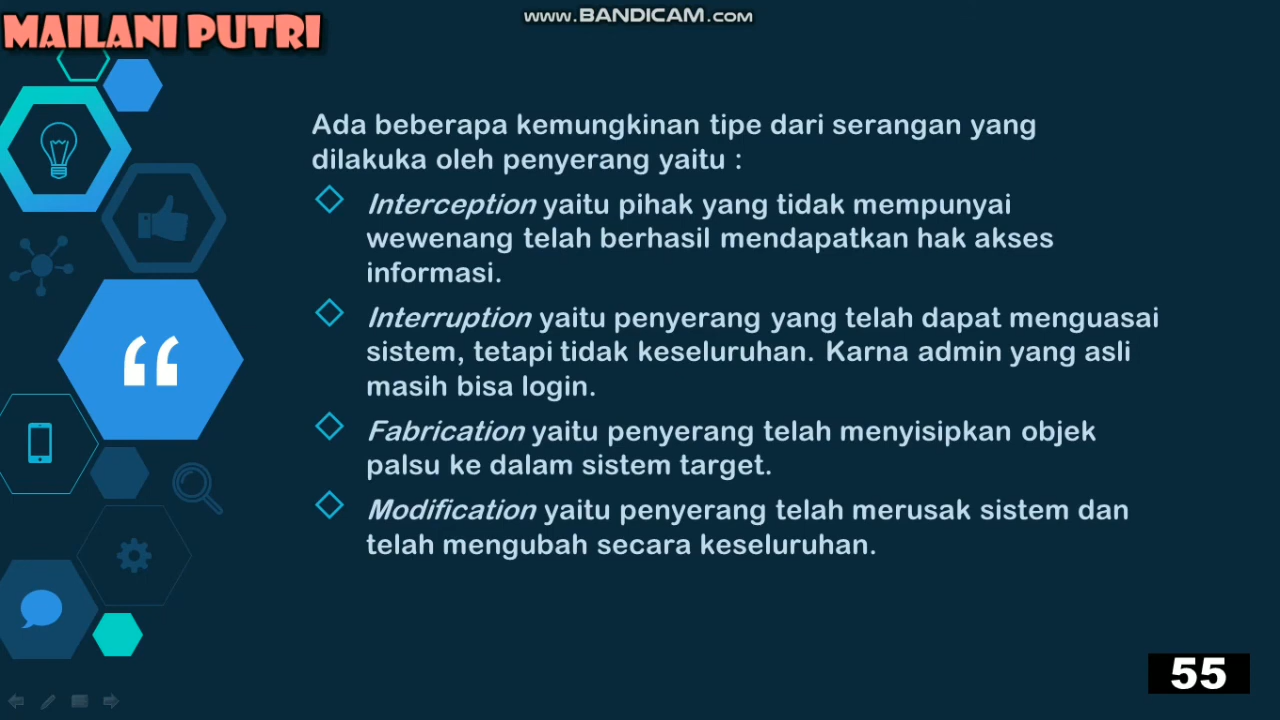 MAILANI PUTRI
www.BANDICAM.com
Ada beberapa kemungkinan tipe dari serangan yang
dilakuka oleh penyerang yaitu :
Interception yaitu pihak yang tidak mempunyai
wewenang telah berhasil mendapatkan hak akses
informasi.
Interruption yaitu penyerang yang telah dapat menguasai
sistem, tetapi tidak keseluruhan. Karna admin yang asli
masih bisa login.
Fabrication yaitu penyerang telah menyisipkan objek
palsu ke dalam sistem target.
Modification yaitu penyerang telah merusak sistem dan
telah mengubah secara keseluruhan.
55